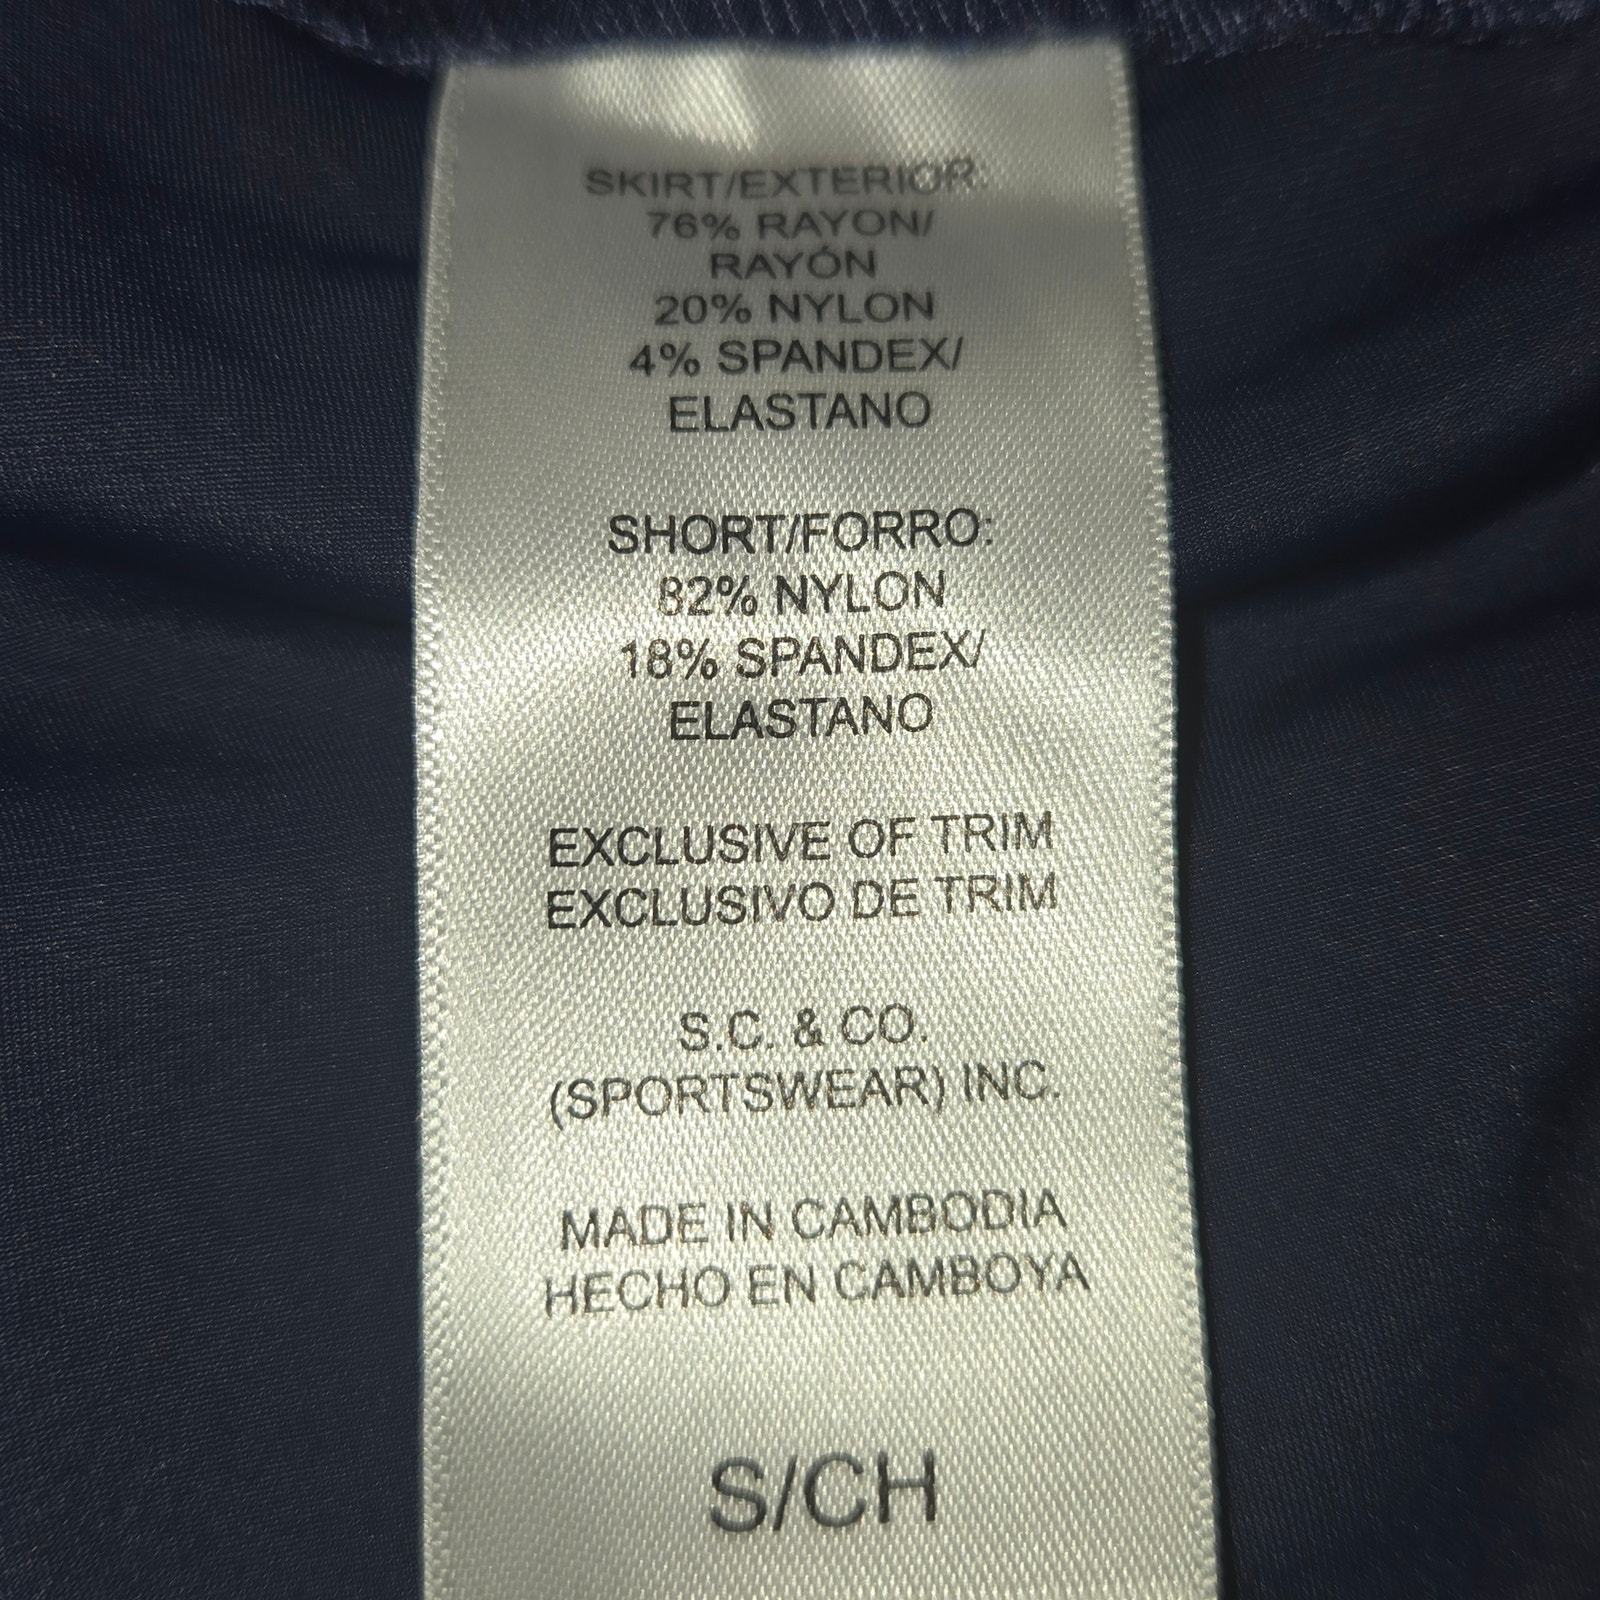 SKIRT/EXTERIOR:
76% RAYON/
RAYÓN
20% NYLON
4% SPANDEX/
ELASTANO
SHORT/FORRO:
82% NYLON
18% SPANDEX/
ELASTANO
EXCLUSIVE OF TRIM
EXCLUSIVO DE TRIM
S.C. & CO.
(SPORTSWEAR) INC.
MADE IN CAMBODIA
HECHO EN CAMBOYA
S/CH